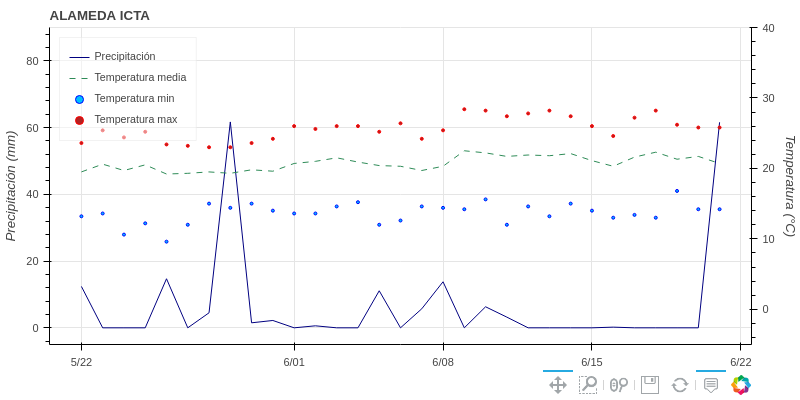 ALAMEDA ICTA
Precipitación
Temperatura media
Temperatura min
Temperatura max
Precipitación (mm)
80
60
40
20
0
Temperatura (°C)
40
30
20
10
0
5/22
6/01
6/08
6/15
6/22